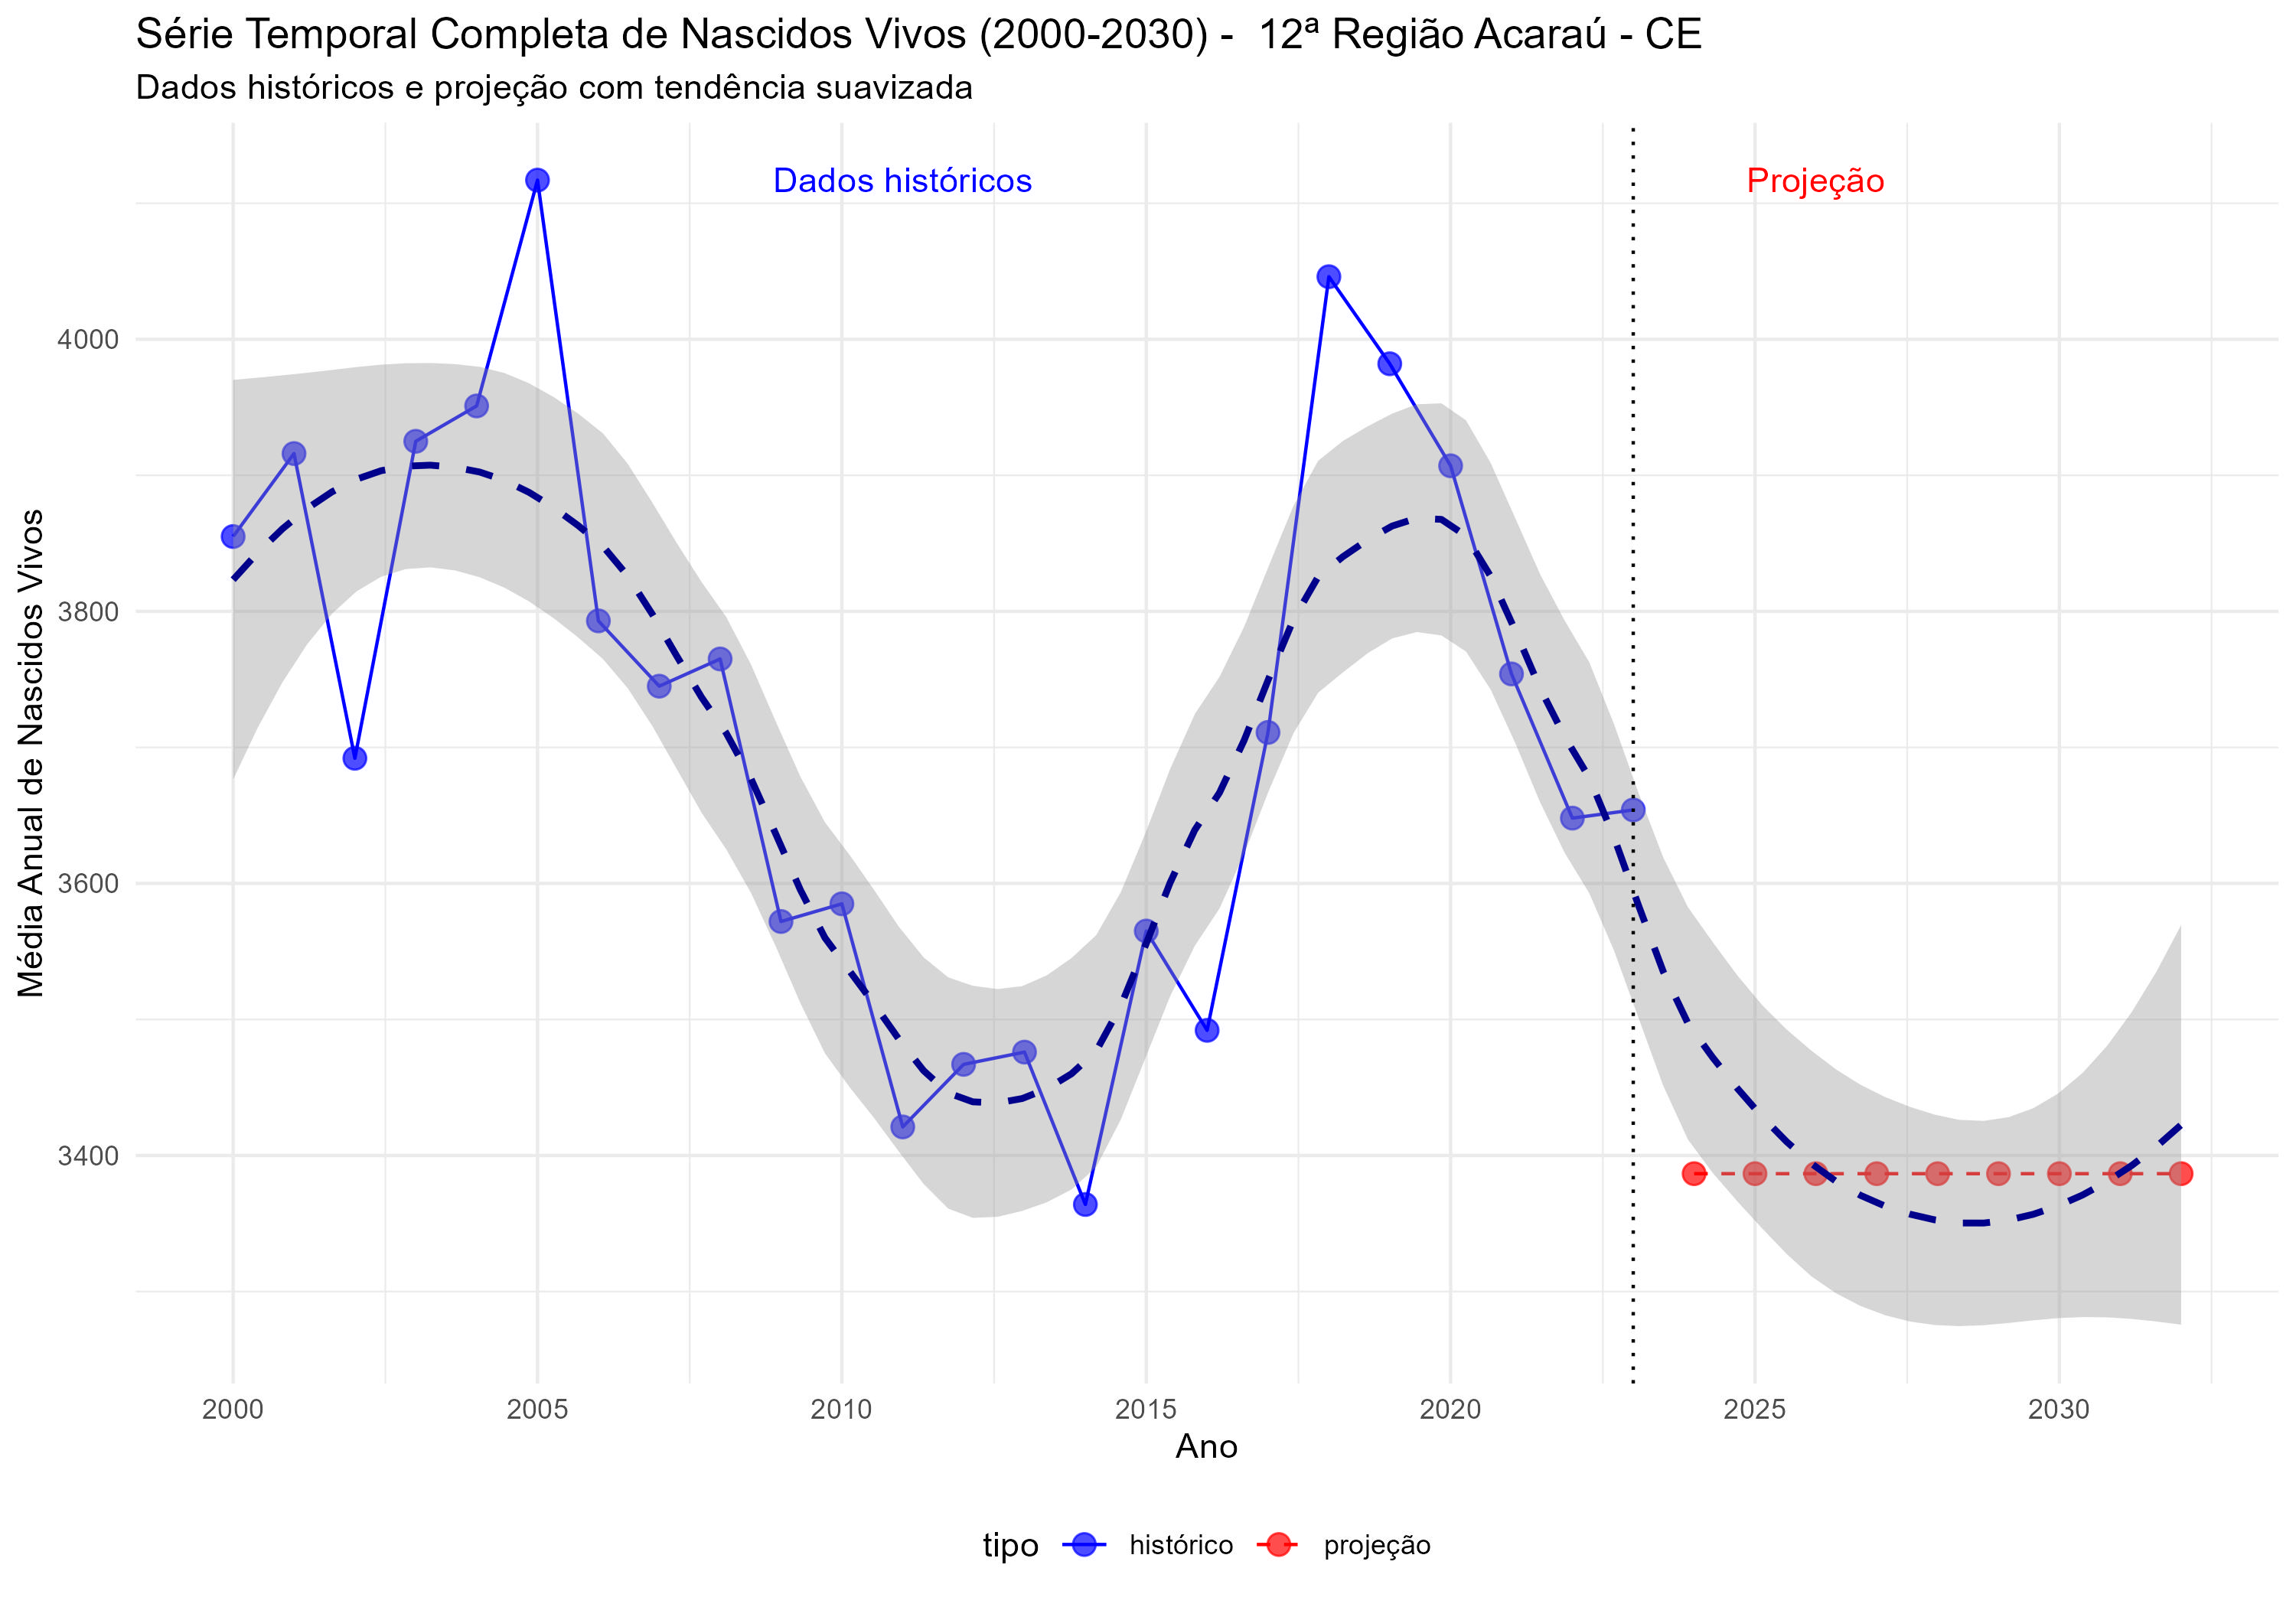 Série Temporal Completa de Nascidos Vivos (2000-2030) -  12ª Região Acaraú - CE
Dados históricos e projeção com tendência suavizada
Dados históricos
Projeção
Média Anual de Nascidos Vivos
4000
3800
3600
3400
2000 2005 2010 2015 2020 2025 2030
Ano
tipo histórico projeção